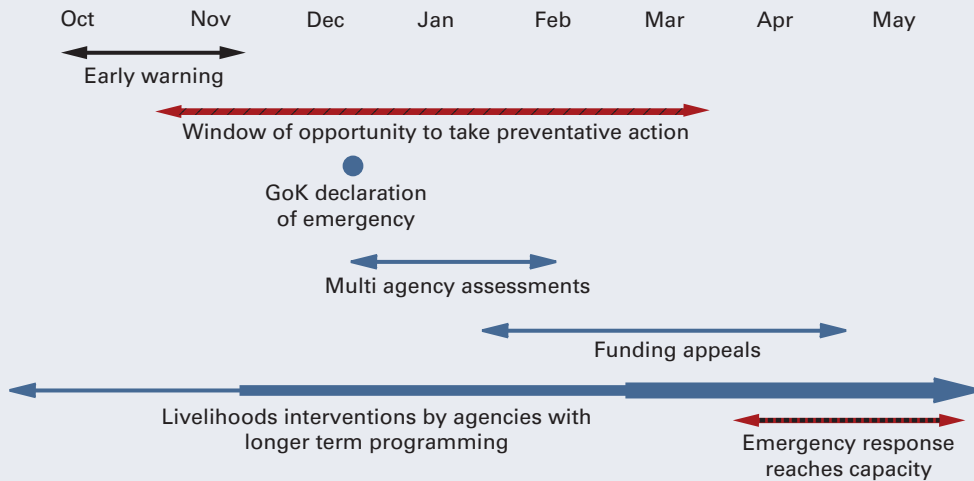 Oct Nov Dec Jan Feb Mar Apr May
Early warning
Window of opportunity to take preventative action
GoK declaration
of emergency
Multi agency assessments
Funding appeals
Livelihoods interventions by agencies with
longer term programming
Emergency response
reaches capacity